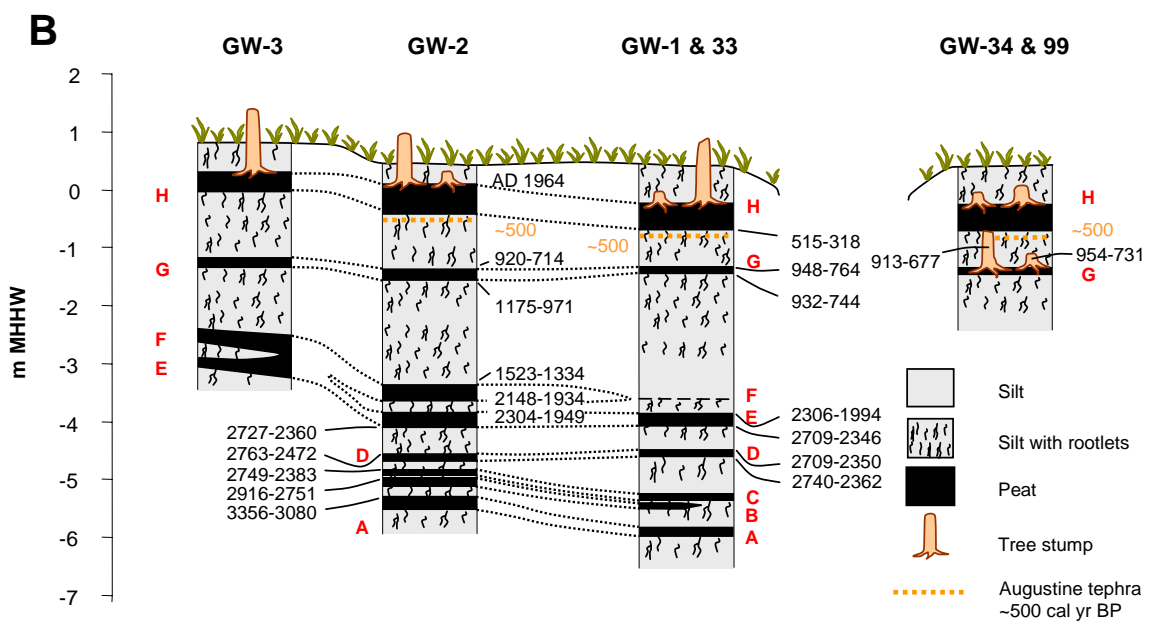 B
GW-3
GW-2
GW-1 & 33
GW-34 & 99
m MHHW
2
1
0
-1
-2
-3
-4
-5
-6
-7
H
G
F
E
AD 1964
~500
920-714
1175-971
1523-1334
2148-1934
2304-1949
2727-2360
2763-2472
2749-2383
2916-2751
3356-3080
D
A
~500
H
G
F
E
D
C
B
A
515-318
948-764
932-744
2306-1994
2709-2346
2709-2350
2740-2362
913-677
H
~500
954-731
G
Silt
Silt with rootlets
Peat
Tree stump
Augustine tephra
~500 cal yr BP